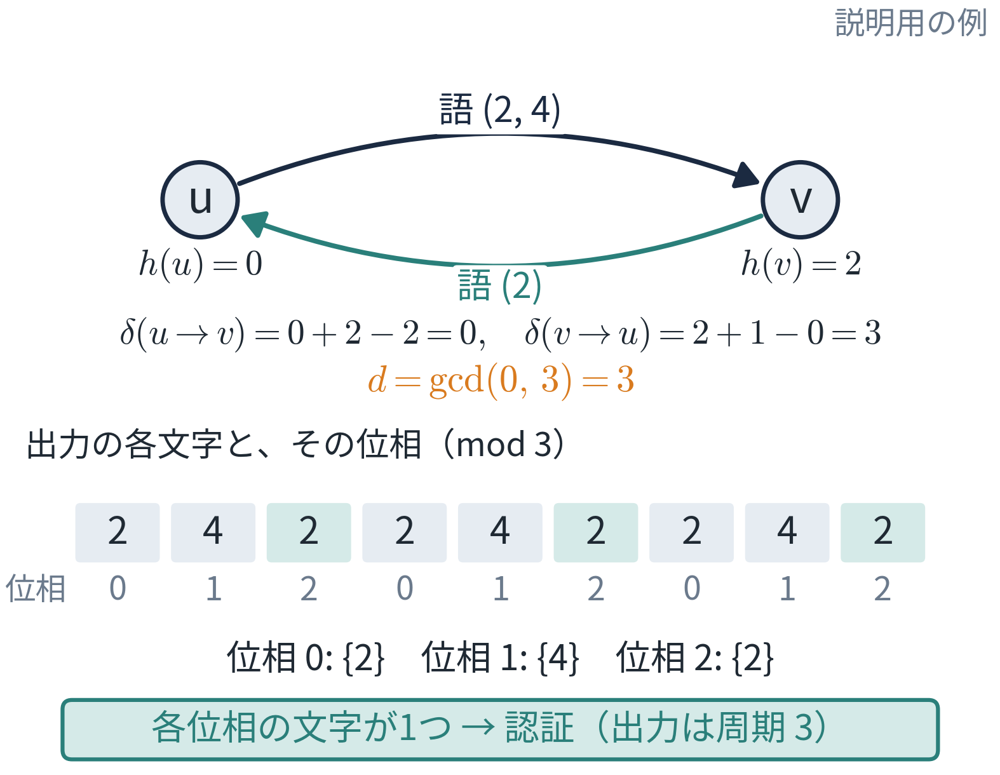 説明用の例
語 (2, 4)
u
v
h(u) = 0
h(v) = 2
語 (2)
δ(u → v) = 0 + 2 − 2 = 0, δ(v → u) = 2 + 1 − 0 = 3
d = gcd(0, 3) = 3
出力の各文字と、その位相（mod 3）
2 4 2 2 4 2 2 4 2
位相 0 1 2 0 1 2 0 1 2
位相 0: {2} 位相 1: {4} 位相 2: {2}
各位相の文字が1つ → 認証（出力は周期 3）